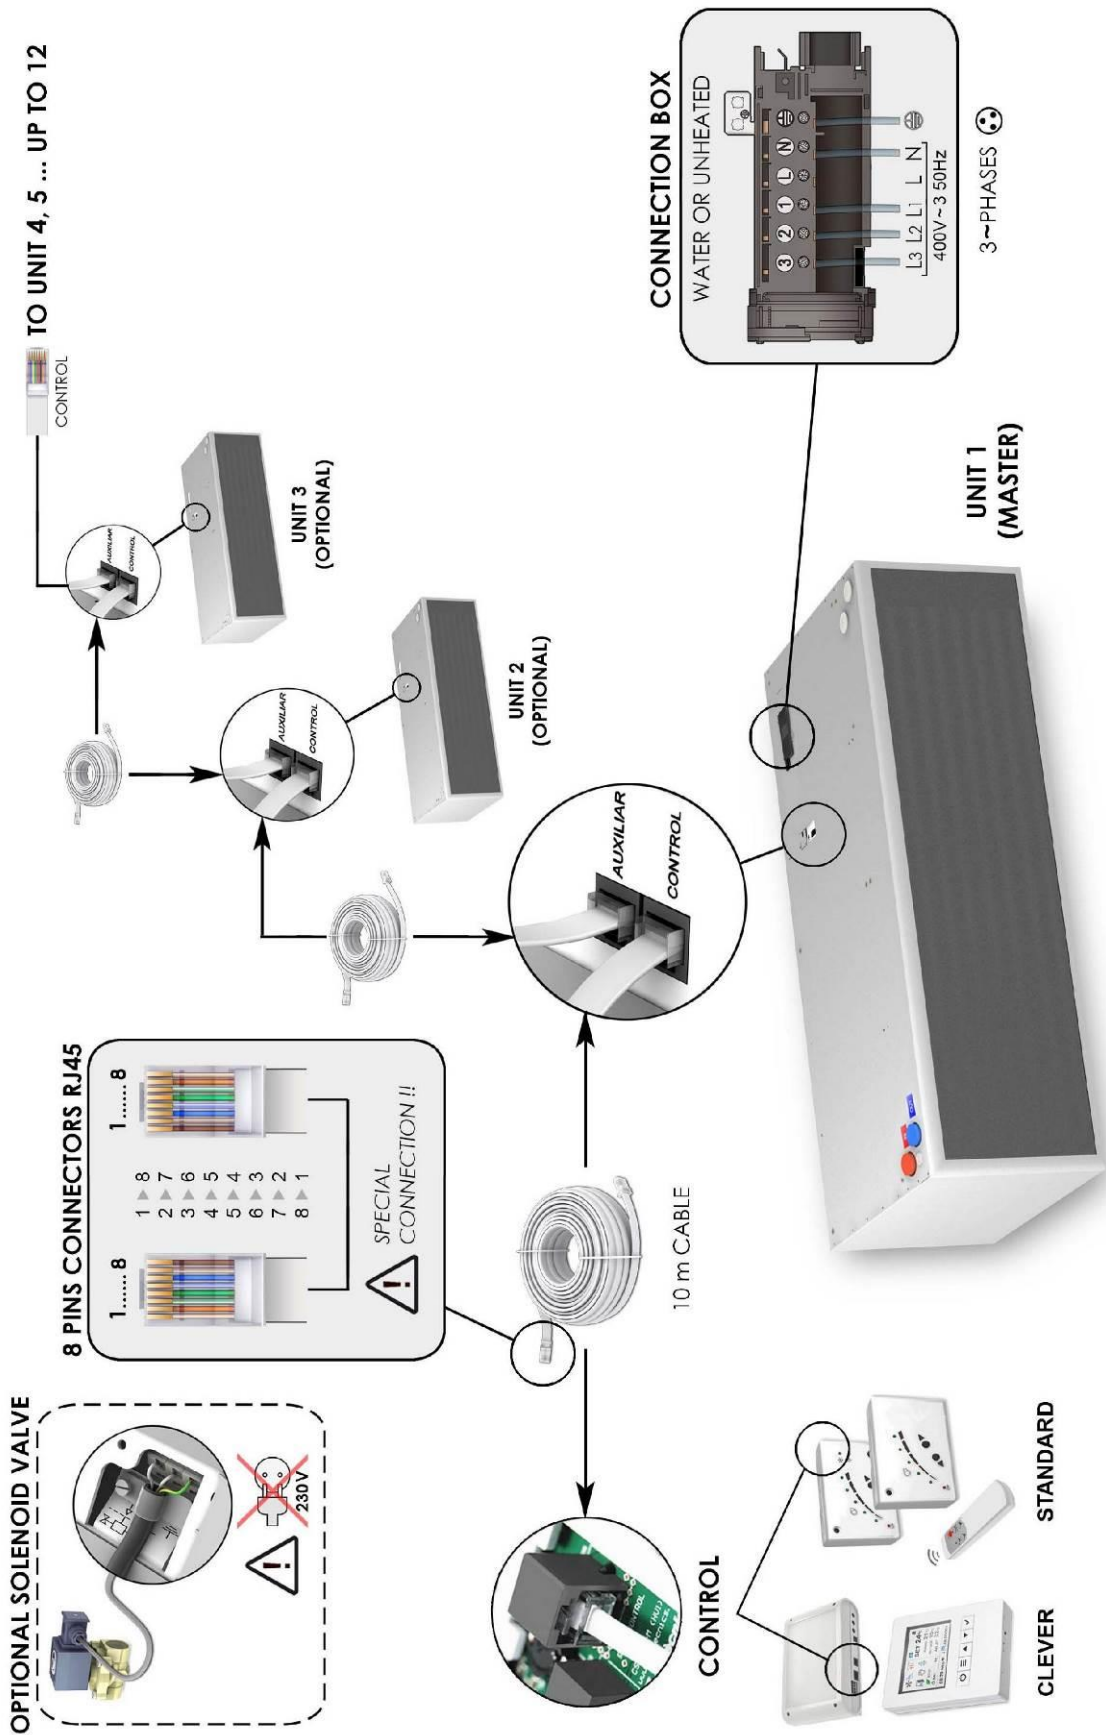 OPTIONAL SOLENOID VALVE
230V
8 PINS CONNECTORS RJ45
1......8
1......8
1 ▶ 8
2 ▶ 7
3 ▶ 6
4 ▶ 5
5 ▶ 4
6 ▶ 3
7 ▶ 2
8 ▶ 1
SPECIAL
CONNECTION !!
TO UNIT 4, 5 ... UP TO 12
CONTROL
AUXILIAR
CONTROL
UNIT 3
(OPTIONAL)
AUXILIAR
CONTROL
UNIT 2
(OPTIONAL)
AUXILIAR
CONTROL
10 m CABLE
CONTROL
CLEVER
STANDARD
UNIT 1
(MASTER)
CONNECTION BOX
WATER OR UNHEATED
3 2 1 L N
L3 L2 L1 L N
400V~3 50Hz
3~PHASES